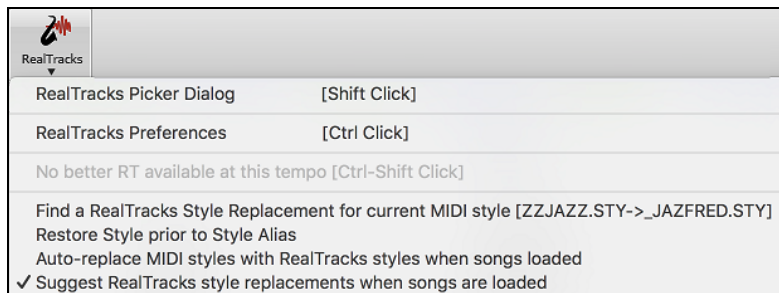 RealTracks
RealTracks Picker Dialog [Shift Click]
RealTracks Preferences [Ctrl Click]
No better RT available at this tempo [Ctrl-Shift Click]
Find a RealTracks Style Replacement for current MIDI style [ZZJAZZ.STY->_JAZFRED.STY]
Restore Style prior to Style Alias
Auto-replace MIDI styles with RealTracks styles when songs loaded
✓ Suggest RealTracks style replacements when songs are loaded